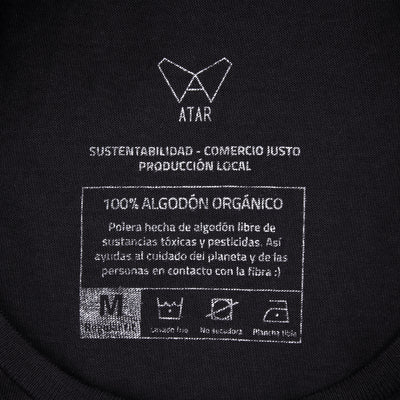 ATAR
SUSTENTABILIDAD - COMERCIO JUSTO
PRODUCCIÓN LOCAL
100% ALGODÓN ORGÁNICO
Polera hecha de algodón libre de
sustancias tóxicas y pesticidas. Así
ayudas al cuidado del planeta y de las
personas en contacto con la fibra :)
M
Lavado frío
No secadora
Plancha tibia